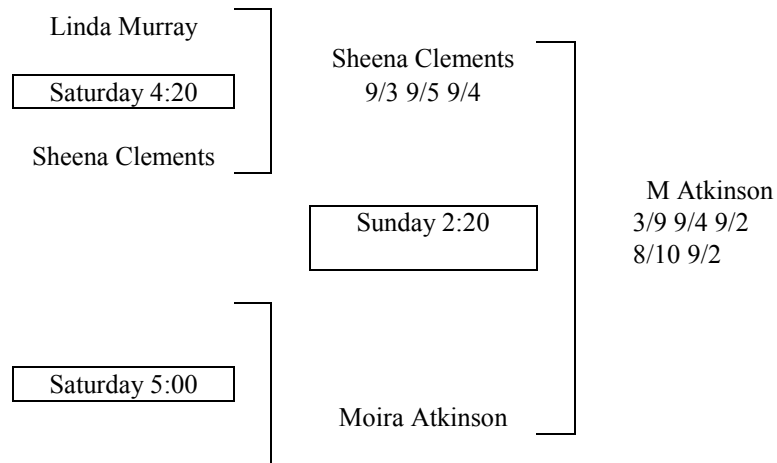 Linda Murray
Saturday 4:20
Sheena Clements
Sheena Clements
9/3 9/5 9/4
Sunday 2:20
M Atkinson
3/9 9/4 9/2
8/10 9/2
Saturday 5:00
Moira Atkinson